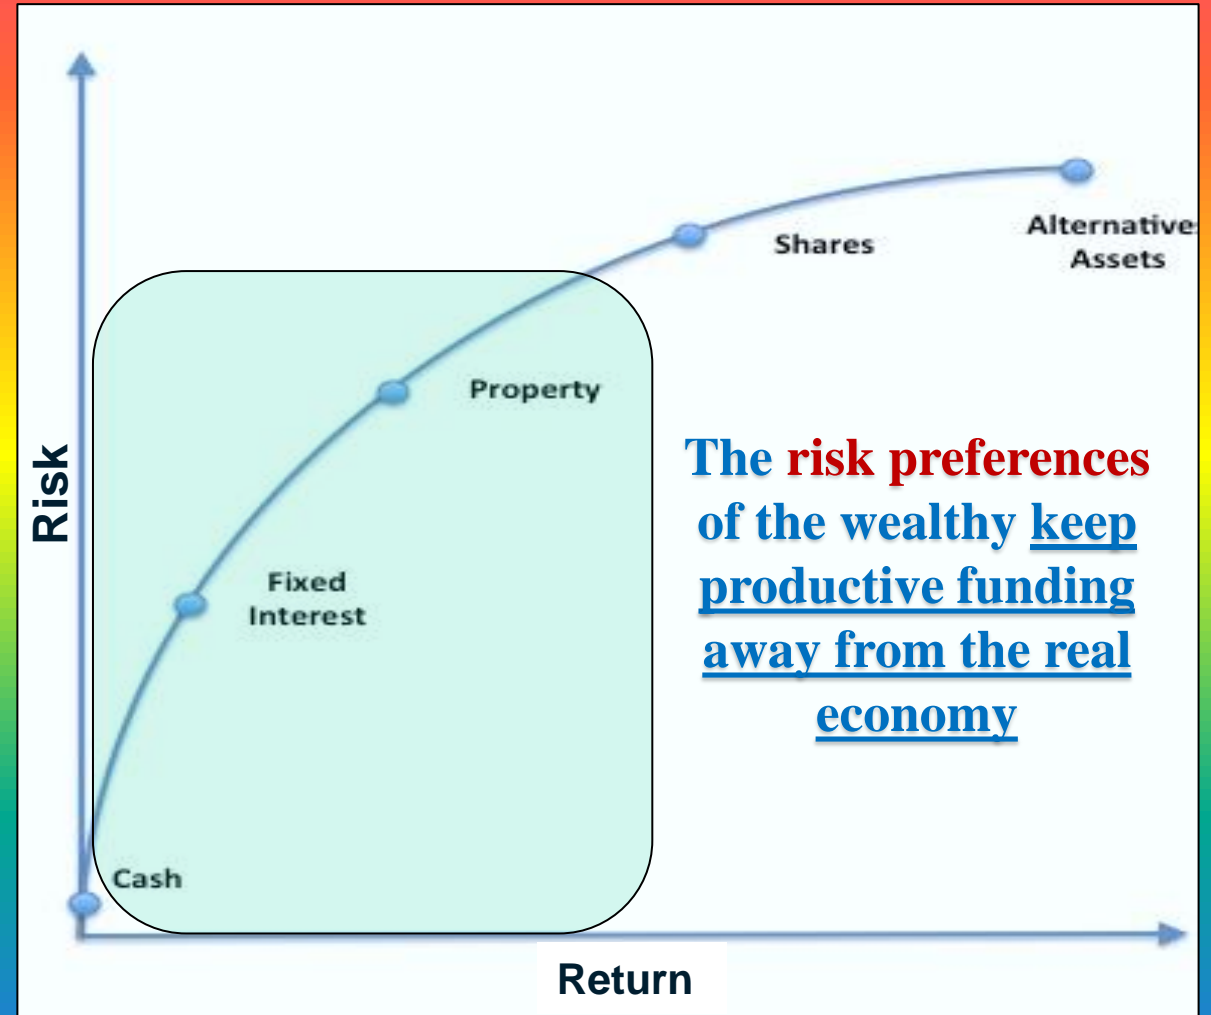 Alternative
Assets
Shares
Property
Risk
The risk preferences
of the wealthy keep
productive funding
away from the real
economy
Fixed
Interest
Cash
Return